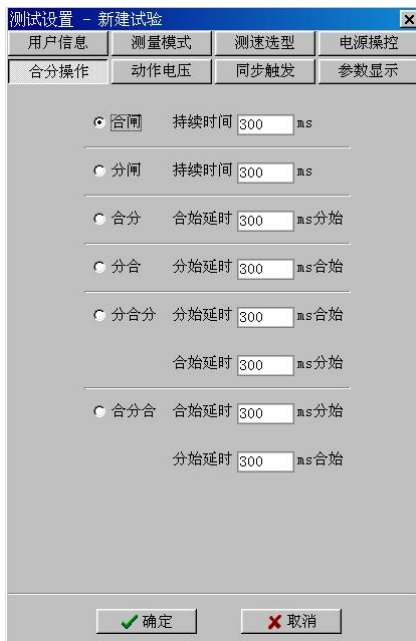 测试设置 - 新建试验
用户信息 测量模式 测速选型 电源操控
合分操作 动作电压 同步触发 参数显示
合闸 持续时间 300 ms
分闸 持续时间 300 ms
合分 合始延时 300 ms分始
分合 分始延时 300 ms合始
分合分 分始延时 300 ms合始
合始延时 300 ms分始
合分合 合始延时 300 ms分始
分始延时 300 ms合始
确定 取消